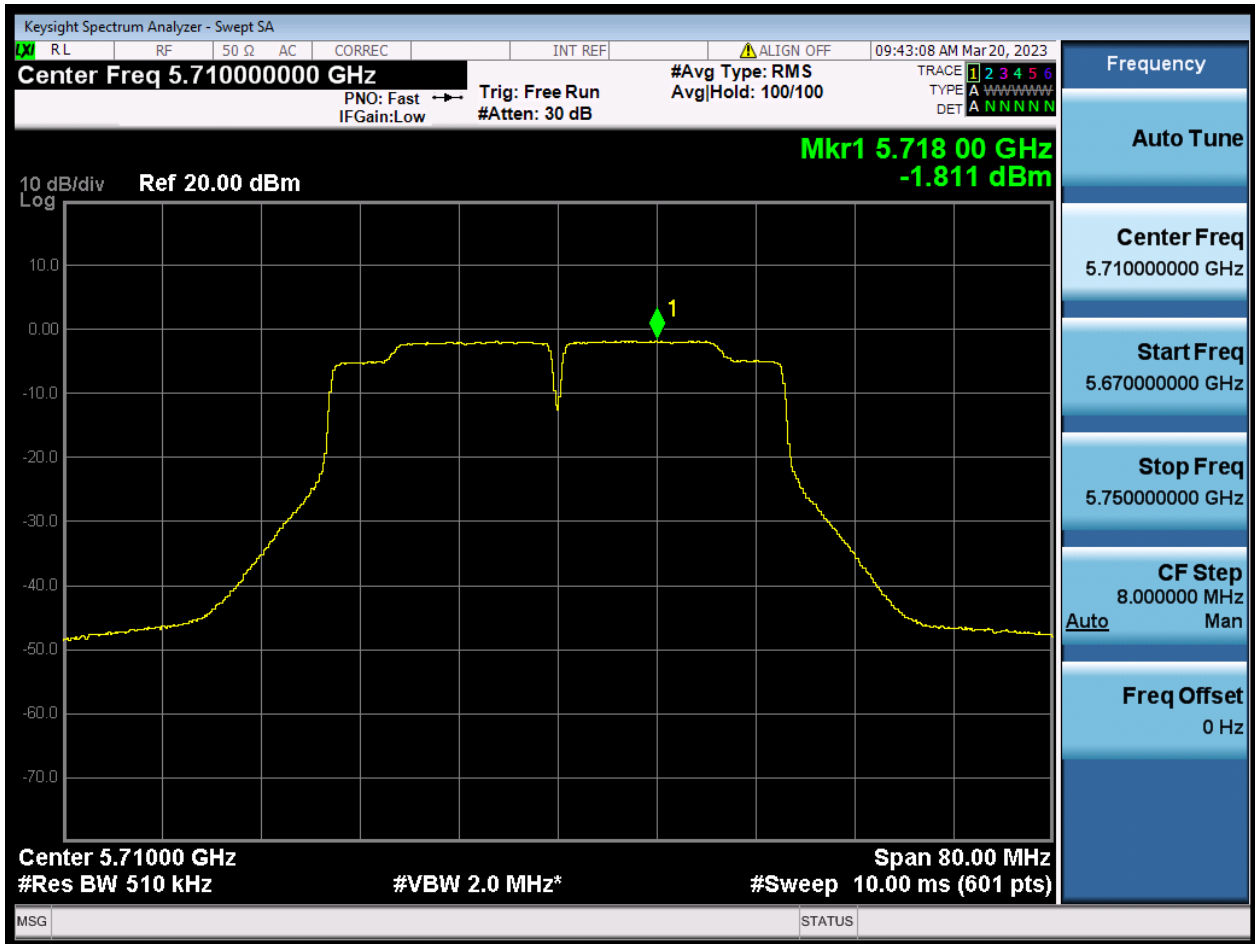 Keysight Spectrum Analyzer - Swept SA
LXI RL RF 50 Ω AC CORREC INT REF ALIGN OFF 09:43:08 AM Mar 20, 2023
Center Freq 5.710000000 GHz
PNO: Fast
IFGain:Low
Trig: Free Run
#Atten: 30 dB
#Avg Type: RMS
Avg|Hold: 100/100
TRACE 1 2 3 4 5 6
TYPE A WWWWW
DET A N N N N N
Mkr1 5.718 00 GHz
-1.811 dBm
10 dB/div Ref 20.00 dBm
Log
10.0
0.00
-10.0
-20.0
-30.0
-40.0
-50.0
-60.0
-70.0
1
Center 5.71000 GHz Span 80.00 MHz
#Res BW 510 kHz #VBW 2.0 MHz* #Sweep 10.00 ms (601 pts)
MSG STATUS
Frequency
Auto Tune
Center Freq
5.710000000 GHz
Start Freq
5.670000000 GHz
Stop Freq
5.750000000 GHz
CF Step
8.000000 MHz
Auto Man
Freq Offset
0 Hz